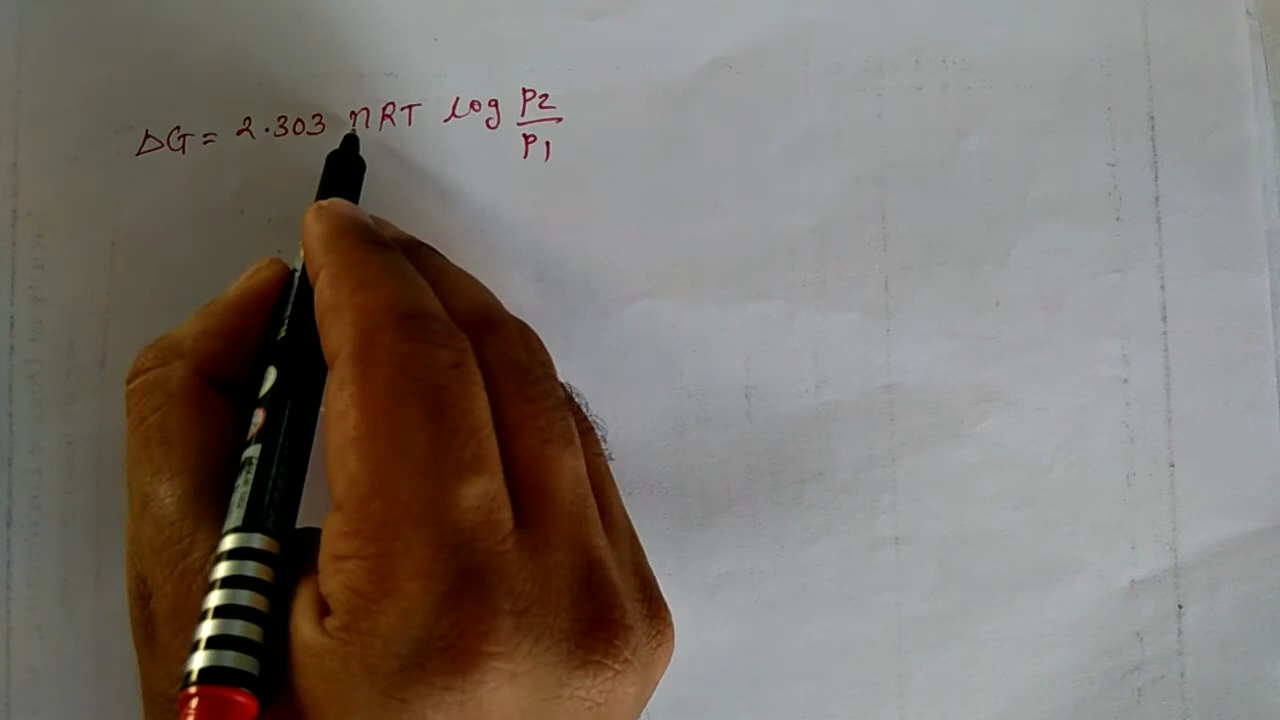 ΔG = 2.303 nRT log P2/P1